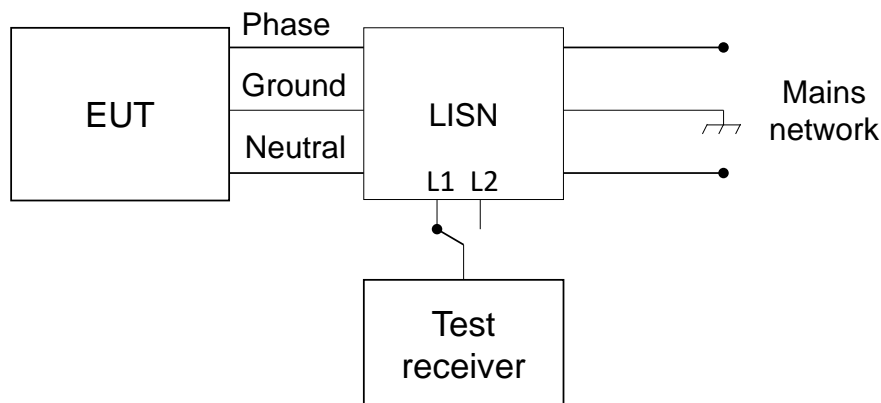 Phase
Ground
Neutral
EUT
LISN
L1 L2
Mains
network
Test
receiver